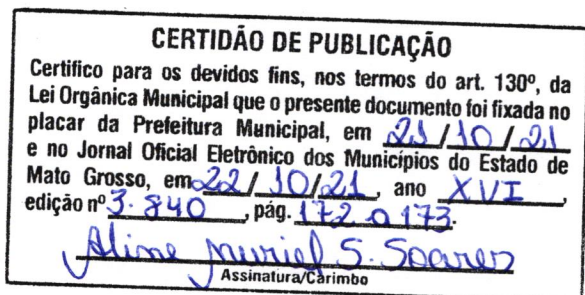 CERTIDÃO DE PUBLICAÇÃO
Certifico para os devidos fins, nos termos do art. 130º, da
Lei Orgânica Municipal que o presente documento foi fixada no
placar da Prefeitura Municipal, em 21/10/21
e no Jornal Oficial Eletrônico dos Municípios do Estado de
Mato Grosso, em 22/10/21, ano XVI,
edição nº 3.840, pág. 172 a 173.
Aline Muriel S. Soares
Assinatura/Carimbo